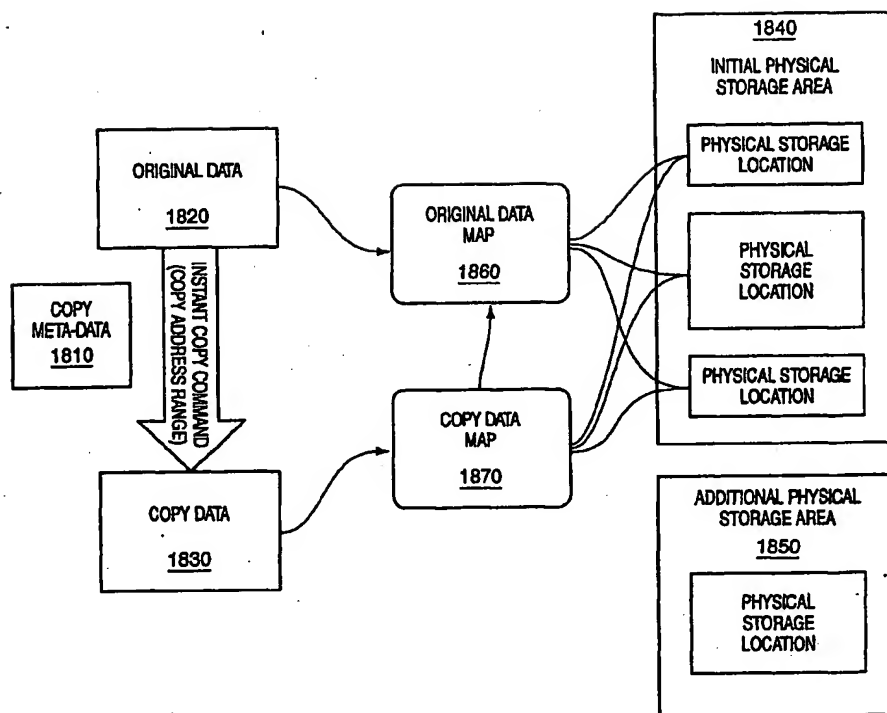 1840
INITIAL PHYSICAL
STORAGE AREA
PHYSICAL STORAGE
LOCATION
PHYSICAL
STORAGE
LOCATION
PHYSICAL STORAGE
LOCATION
ORIGINAL DATA
1820
ORIGINAL DATA
MAP
1860
INSTANT COPY COMMAND
(COPY ADDRESS RANGE)
COPY
META-DATA
1810
COPY DATA
MAP
1870
COPY DATA
1830
ADDITIONAL PHYSICAL
STORAGE AREA
1850
PHYSICAL
STORAGE
LOCATION